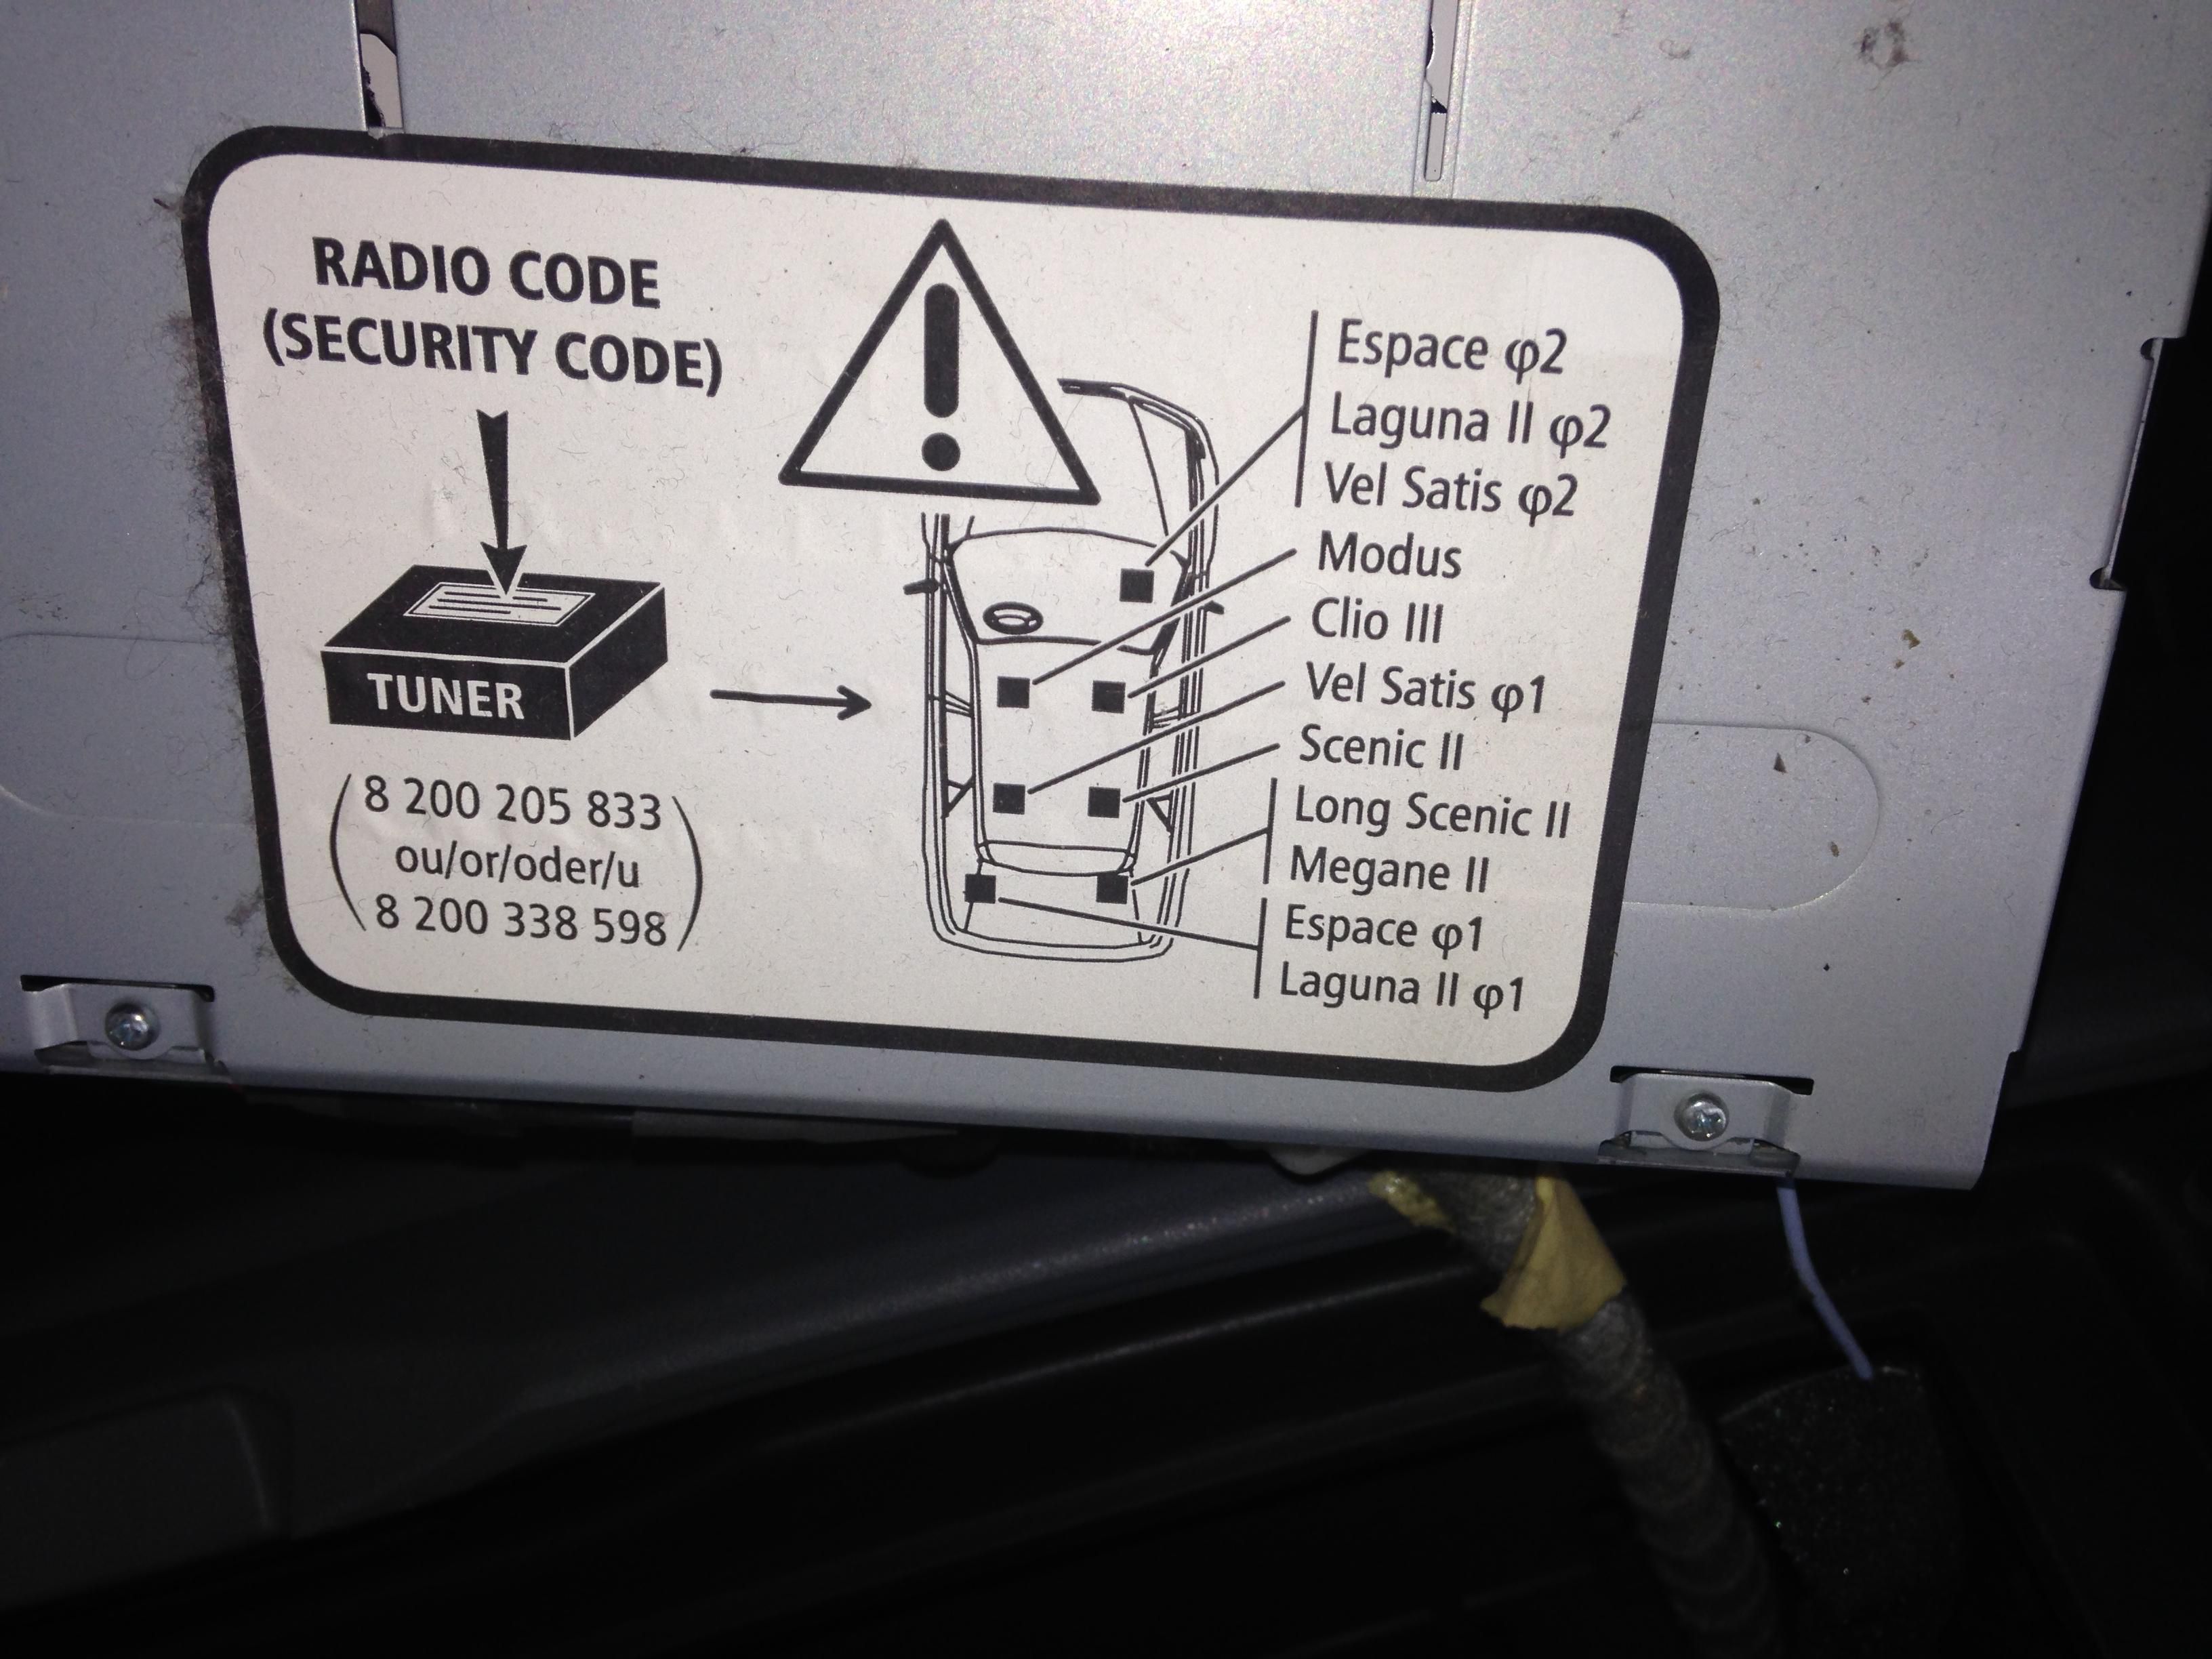 RADIO CODE
(SECURITY CODE)
TUNER
(8 200 205 833
ou/or/oder/u
8 200 338 598)
Espace φ2
Laguna II φ2
Vel Satis φ2
Modus
Clio III
Vel Satis φ1
Scenic II
Long Scenic II
Megane II
Espace φ1
Laguna II φ1